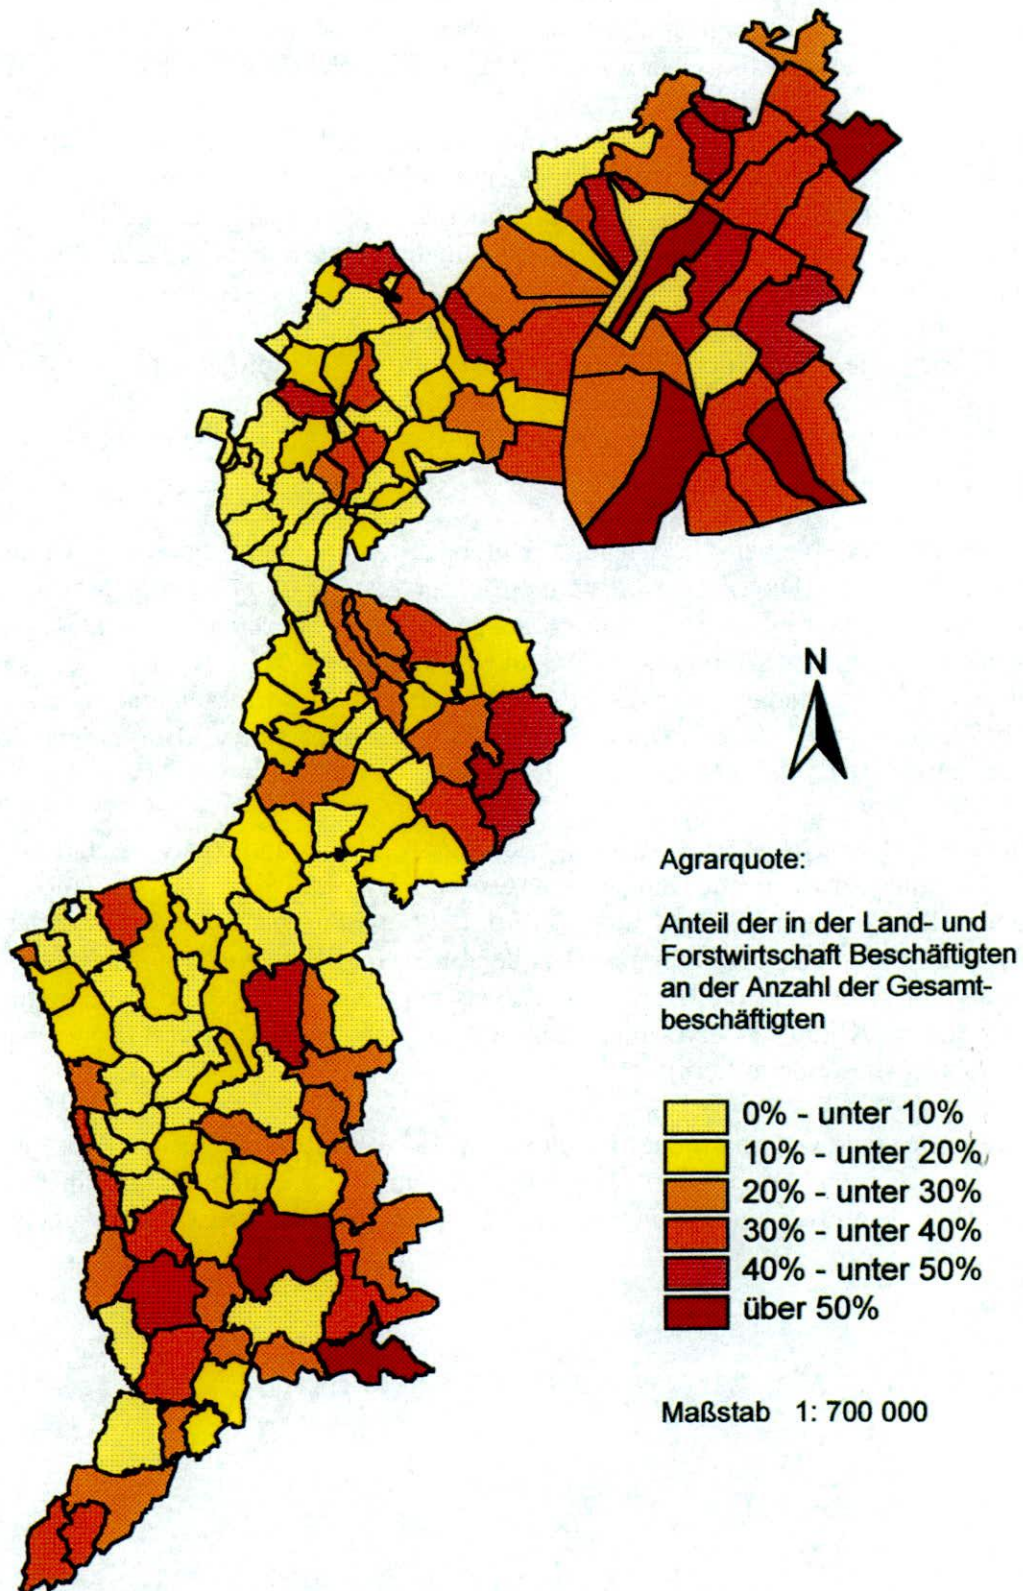 N
Agrarquote:
Anteil der in der Land- und
Forstwirtschaft Beschäftigten
an der Anzahl der Gesamt-
beschäftigten
0% - unter 10%
10% - unter 20%
20% - unter 30%
30% - unter 40%
40% - unter 50%
über 50%
Maßstab 1: 700 000